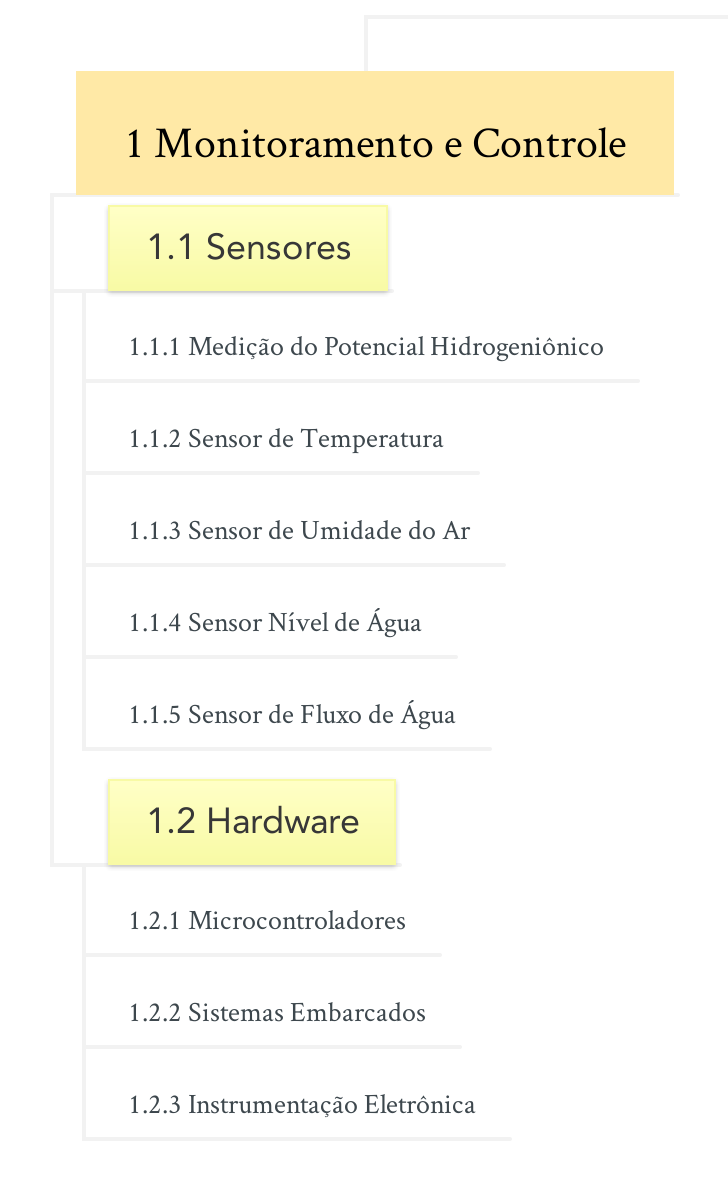 1 Monitoramento e Controle
1.1 Sensores
1.1.1 Medição do Potencial Hidrogeniônico
1.1.2 Sensor de Temperatura
1.1.3 Sensor de Umidade do Ar
1.1.4 Sensor Nível de Água
1.1.5 Sensor de Fluxo de Água
1.2 Hardware
1.2.1 Microcontroladores
1.2.2 Sistemas Embarcados
1.2.3 Instrumentação Eletrônica